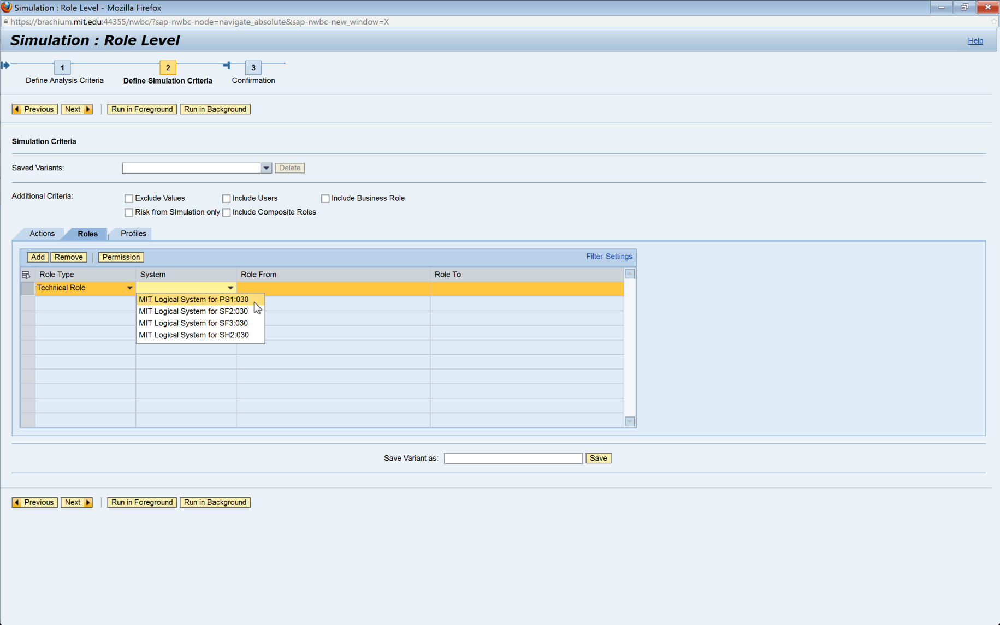 Simulation : Role Level - Mozilla Firefox
https://brachium.mit.edu:44355/nwbc/?sap-nwbc-node=navigate_absolute&sap-nwbc-new_window=X
Simulation : Role Level
Help
1 2 3
Define Analysis Criteria Define Simulation Criteria Confirmation
Previous Next Run in Foreground Run in Background
Simulation Criteria
Saved Variants: Delete
Additional Criteria: Exclude Values Include Users Include Business Role
Risk from SImulation only Include Composite Roles
Actions Roles Profiles
Add Remove Permission Filter Settings
Role Type System Role From Role To
Technical Role
MIT Logical System for PS1:030
MIT Logical System for SF2:030
MIT Logical System for SF3:030
MIT Logical System for SH2:030
Save Variant as: Save
Previous Next Run in Foreground Run in Background